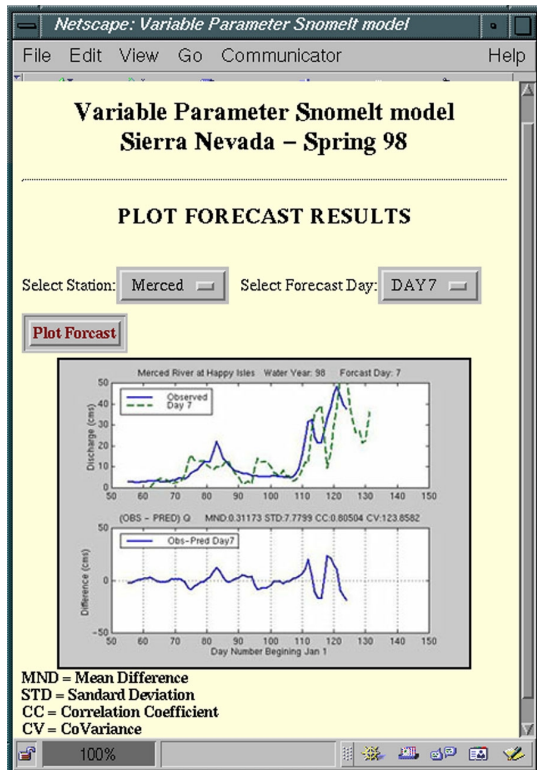 Netscape: Variable Parameter Snomelt model
File Edit View Go Communicator Help
Variable Parameter Snomelt model
Sierra Nevada – Spring 98
PLOT FORECAST RESULTS
Select Station: Merced Select Forecast Day: DAY7
Plot Forcast
Merced River at Happy Isles Water Year: 98 Forcast Day: 7
50
40
30
20
10
0
Discharge (cms)
Observed
Day 7
50 60 70 80 90 100 110 120 130 140 150
(OBS - PRED) Q MND:0.31173 STD:7.7799 CC:0.80504 CV:123.8582
50
0
-50
Difference (cms)
Obs-Pred Day7
50 60 70 80 90 100 110 120 130 140 150
Day Number Begining Jan 1
MND = Mean Difference
STD = Sandard Deviation
CC = Correlation Coefficient
CV = CoVariance
100%